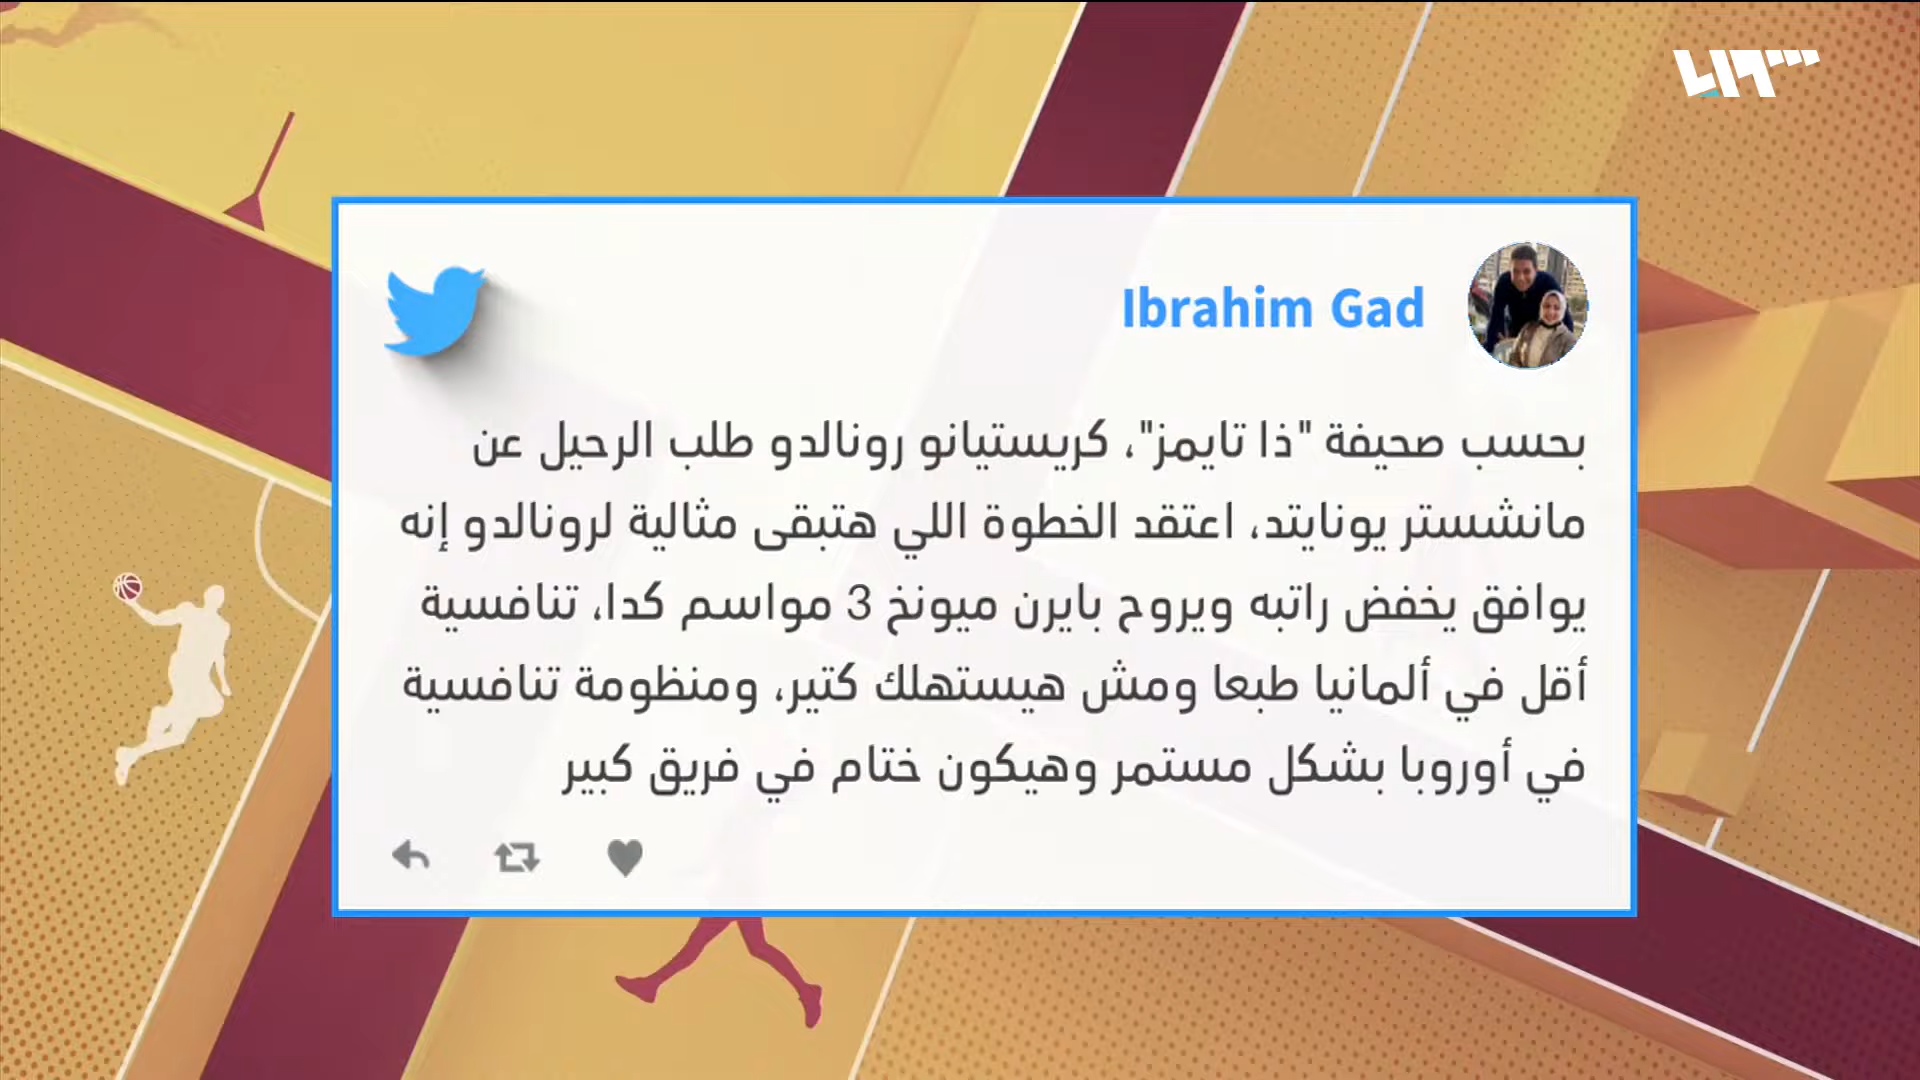 Ibrahim Gad
بحسب صحيفة "ذا تايمز"، كريستيانو رونالدو طلب الرحيل عن
مانشستر يونايتد، اعتقد الخطوة اللي هتبقى مثالية لرونالدو إنه
يوافق يخفض راتبه ويروح بايرن ميونخ 3 مواسم كدا، تنافسية
أقل في ألمانيا طبعا ومش هيستهلك كتير، ومنظومة تنافسية
في أوروبا بشكل مستمر وهيكون ختام في فريق كبير